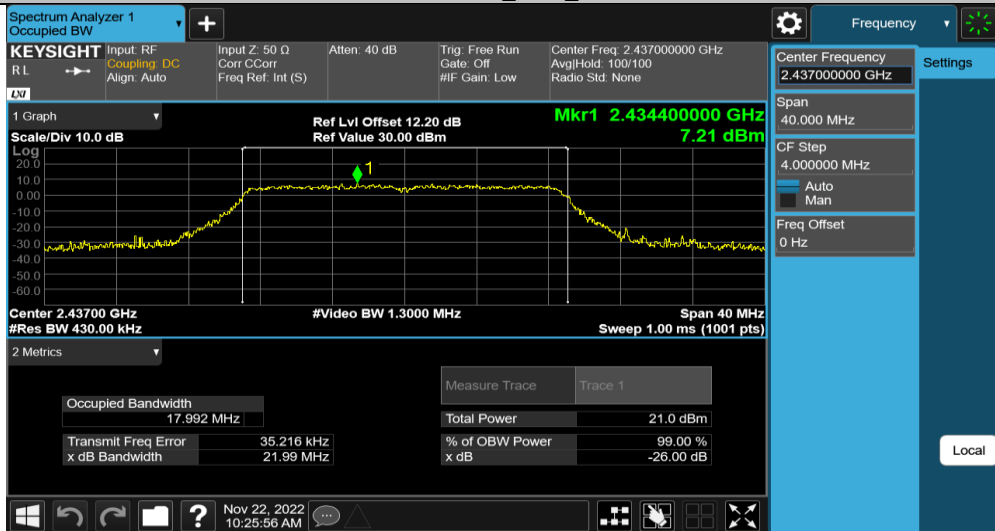 Spectrum Analyzer 1
Occupied BW
Frequency
KEYSIGHT
R L
LXI
Input: RF
Coupling: DC
Align: Auto
Input Z: 50 Ω
Corr CCorr
Freq Ref: Int (S)
Atten: 40 dB
Trig: Free Run
Gate: Off
#IF Gain: Low
Center Freq: 2.437000000 GHz
Avg|Hold: 100/100
Radio Std: None
1 Graph
Scale/Div 10.0 dB
Ref Lvl Offset 12.20 dB
Ref Value 30.00 dBm
Mkr1 2.434400000 GHz
7.21 dBm
Log
20.0
10.0
0.00
-10.0
-20.0
-30.0
-40.0
-50.0
-60.0
1
Center 2.43700 GHz
#Video BW 1.3000 MHz
Span 40 MHz
#Res BW 430.00 kHz
Sweep 1.00 ms (1001 pts)
2 Metrics
Measure Trace Trace 1
Occupied Bandwidth
17.992 MHz
Total Power 21.0 dBm
Transmit Freq Error 35.216 kHz
% of OBW Power 99.00 %
x dB Bandwidth 21.99 MHz
x dB -26.00 dB
Center Frequency
2.437000000 GHz
Settings
Span
40.000 MHz
CF Step
4.000000 MHz
Auto
Man
Freq Offset
0 Hz
Local
?
Nov 22, 2022
10:25:56 AM